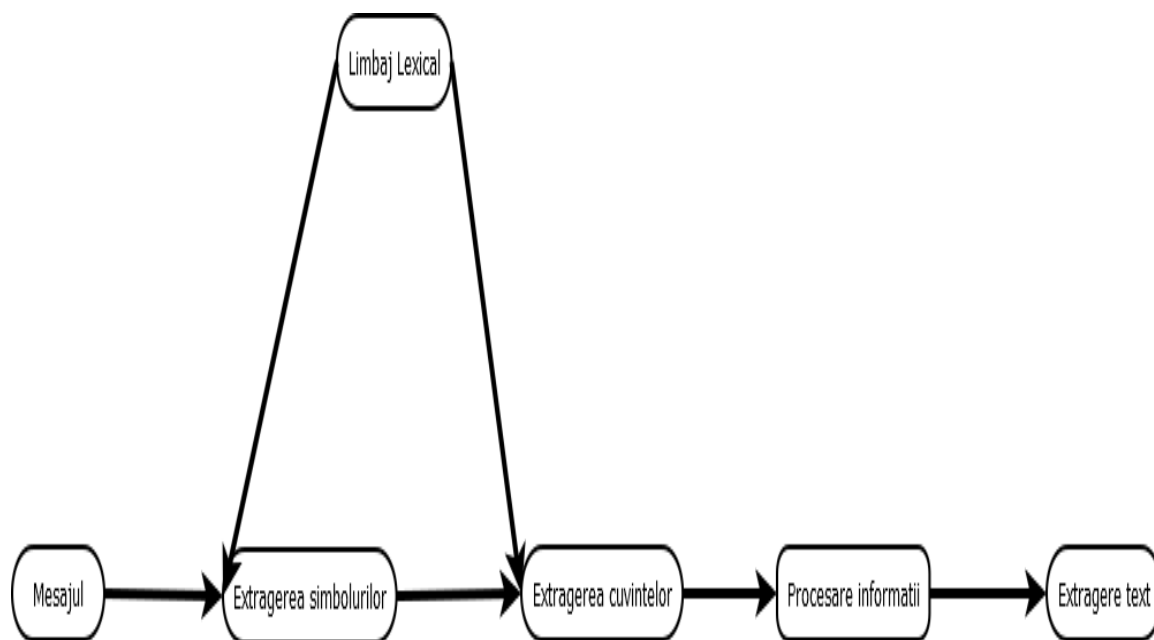 Limbaj Lexical
Mesajul
Extragerea simbolurilor
Extragerea cuvintelor
Procesare informatii
Extragere text